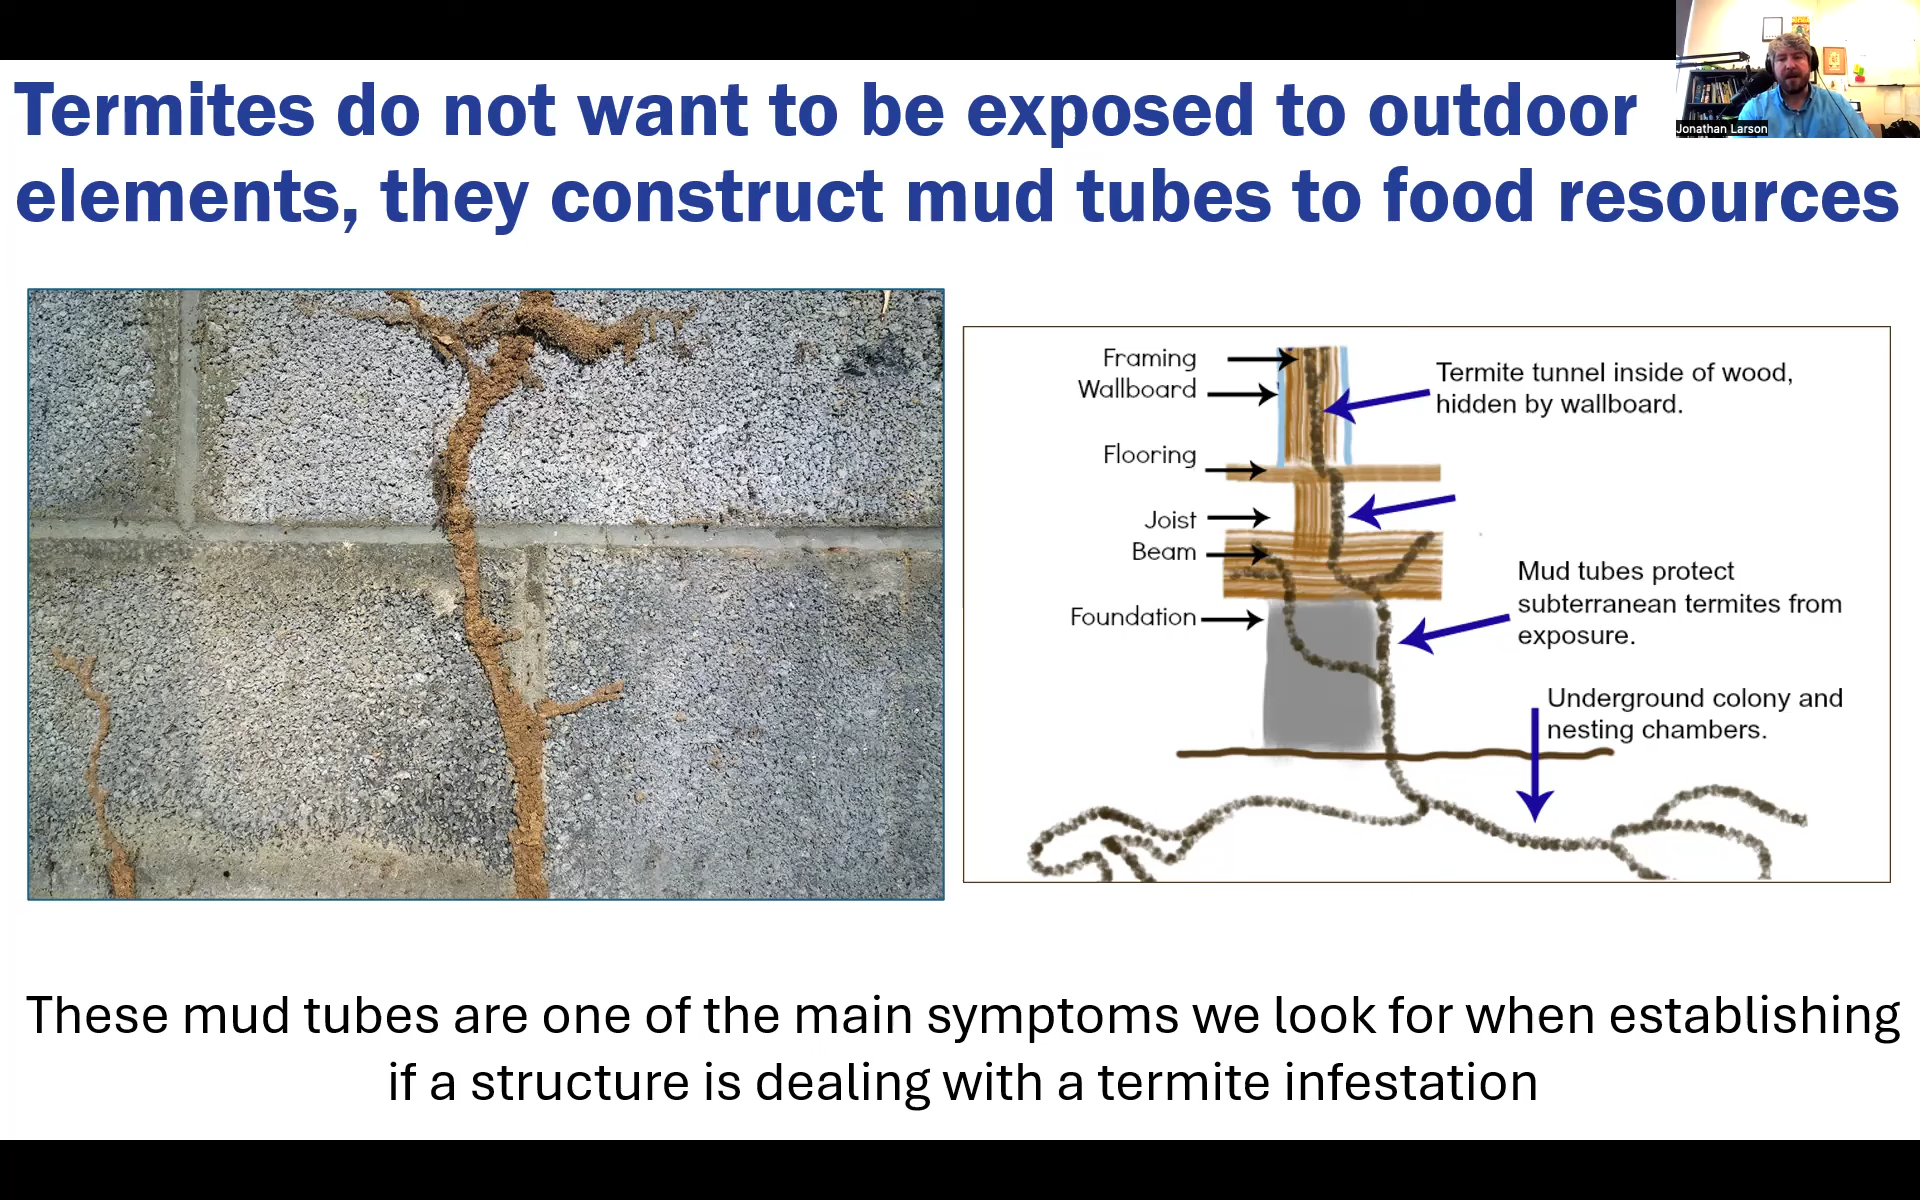 Termites do not want to be exposed to outdoor
elements, they construct mud tubes to food resources
Jonathan Larson
Framing
Wallboard
Flooring
Joist
Beam
Foundation
Termite tunnel inside of wood,
hidden by wallboard.
Mud tubes protect
subterranean termites from
exposure.
Underground colony and
nesting chambers.
These mud tubes are one of the main symptoms we look for when establishing
if a structure is dealing with a termite infestation